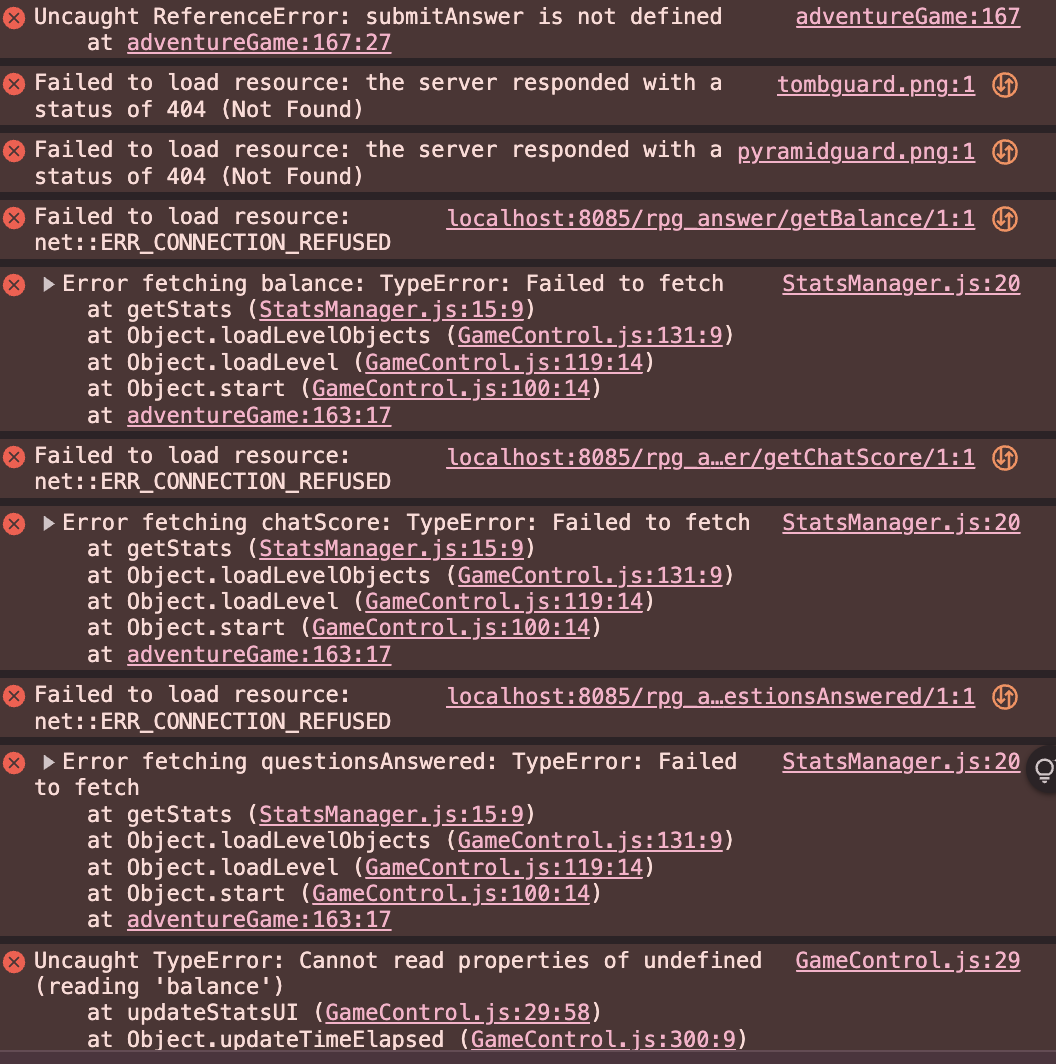 Uncaught ReferenceError: submitAnswer is not defined adventureGame:167
at adventureGame:167:27
Failed to load resource: the server responded with a tombguard.png:1
status of 404 (Not Found)
Failed to load resource: the server responded with a pyramidguard.png:1
status of 404 (Not Found)
Failed to load resource: localhost:8085/rpg_answer/getBalance/1:1
net::ERR_CONNECTION_REFUSED
Error fetching balance: TypeError: Failed to fetch StatsManager.js:20
at getStats (StatsManager.js:15:9)
at Object.loadLevelObjects (GameControl.js:131:9)
at Object.loadLevel (GameControl.js:119:14)
at Object.start (GameControl.js:100:14)
at adventureGame:163:17
Failed to load resource: localhost:8085/rpg_a…er/getChatScore/1:1
net::ERR_CONNECTION_REFUSED
Error fetching chatScore: TypeError: Failed to fetch StatsManager.js:20
at getStats (StatsManager.js:15:9)
at Object.loadLevelObjects (GameControl.js:131:9)
at Object.loadLevel (GameControl.js:119:14)
at Object.start (GameControl.js:100:14)
at adventureGame:163:17
Failed to load resource: localhost:8085/rpg_a…estionsAnswered/1:1
net::ERR_CONNECTION_REFUSED
Error fetching questionsAnswered: TypeError: Failed StatsManager.js:20
to fetch
at getStats (StatsManager.js:15:9)
at Object.loadLevelObjects (GameControl.js:131:9)
at Object.loadLevel (GameControl.js:119:14)
at Object.start (GameControl.js:100:14)
at adventureGame:163:17
Uncaught TypeError: Cannot read properties of undefined GameControl.js:29
(reading 'balance')
at updateStatsUI (GameControl.js:29:58)
at Object.updateTimeElapsed (GameControl.js:300:9)